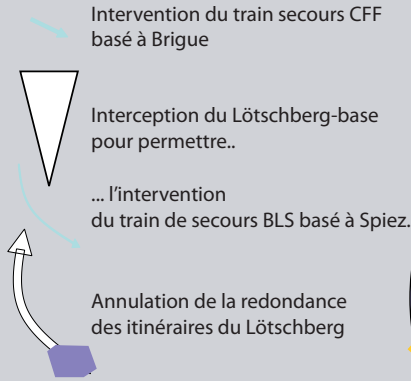 Intervention du train secours CFF
basé à Brigue
Interception du Lötschberg-base
pour permettre..
... l'intervention
du train de secours BLS basé à Spiez.
Annulation de la redondance
des itinéraires du Lötschberg